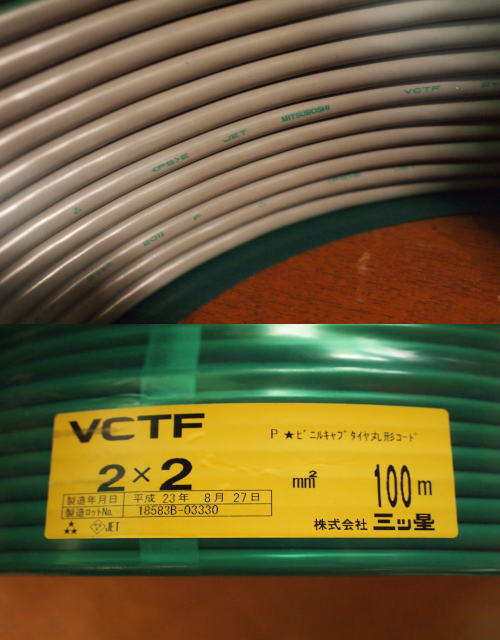 VCTF
MITSUBOSHI
JET
<PS>E
2011
VCTF
P ★ビニルキャブタイヤ丸形コード
2×2 mm² 100m
製造年月日 平成 23年 8月 27日
製造ロットNo. 18583B-03330
JET
株式会社 三ッ星